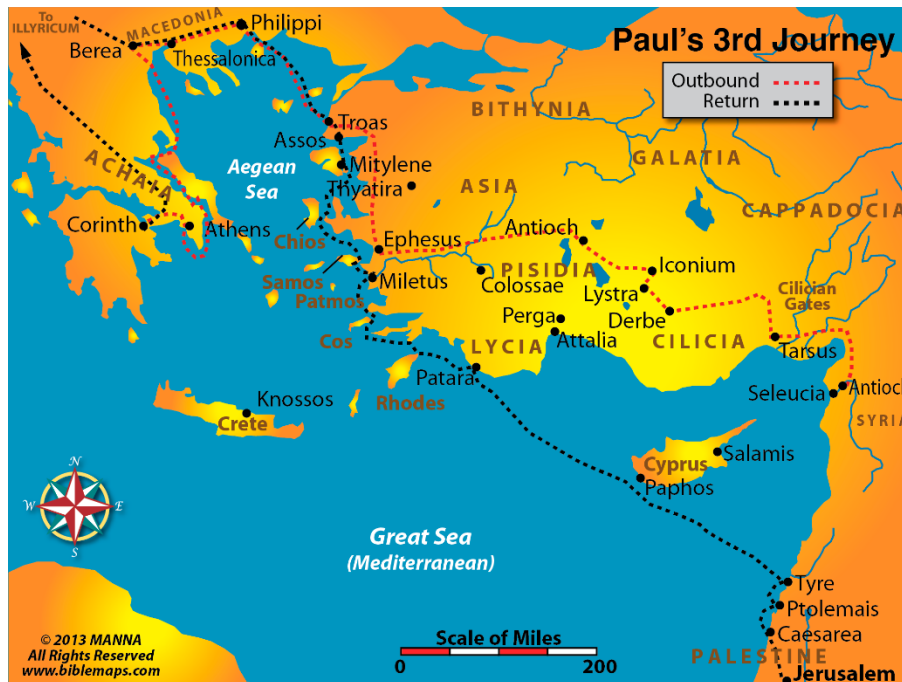 To
ILLYRICUM
MACEDONIA
Philippi
Berea
Thessalonica
Paul's 3rd Journey
Outbound
Return
BITHYNIA
Troas
Assos
GALATIA
ACHAIA
Aegean
Sea
Mitylene
Thyatira
ASIA
CAPPADOCIA
Corinth
Athens
Chios
Ephesus
Antioch
Iconium
Samos
Patmos
Miletus
PISIDIA
Colossae
Lystra
Cilician
Gates
Derbe
Perga
Attalia
Cos
LYCIA
CILICIA
Tarsus
Patara
Rhodes
Seleucia
Antioch
Knossos
Crete
SYRIA
Salamis
Cyprus
Paphos
N
W
E
S
Great Sea
(Mediterranean)
Tyre
Ptolemais
Caesarea
PALESTINE
Jerusalem
© 2013 MANNA
All Rights Reserved
www.biblemaps.com
Scale of Miles
0
200